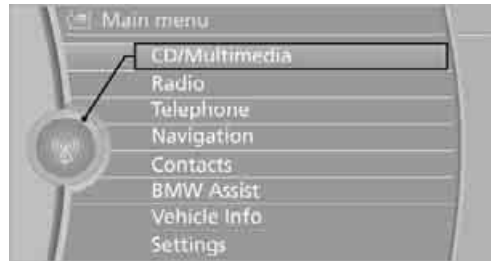 Main menu
CD/Multimedia
Radio
Telephone
Navigation
Contacts
BMW Assist
Vehicle Info
Settings